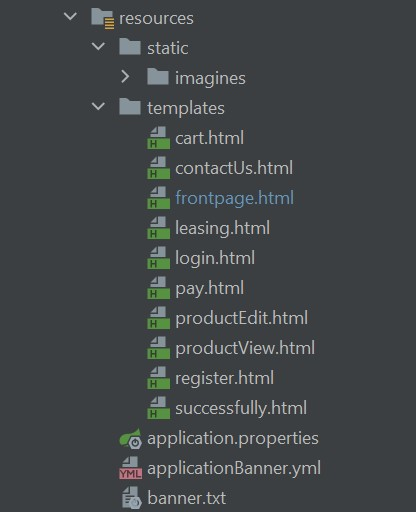 resources
static
imagines
templates
H cart.html
H contactUs.html
H frontpage.html
H leasing.html
H login.html
H pay.html
H productEdit.html
H productView.html
H register.html
H successfully.html
application.properties
YML applicationBanner.yml
banner.txt